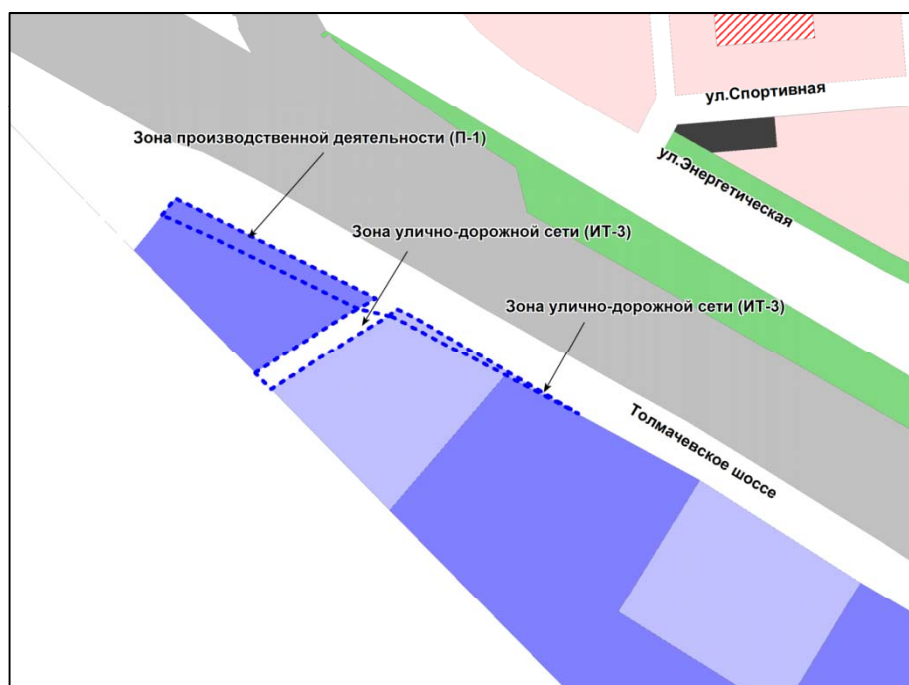 ул.Спортивная
Зона производственной деятельности (П-1)
ул.Энергетическая
Зона улично-дорожной сети (ИТ-3)
Зона улично-дорожной сети (ИТ-3)
Толмачевское шоссе